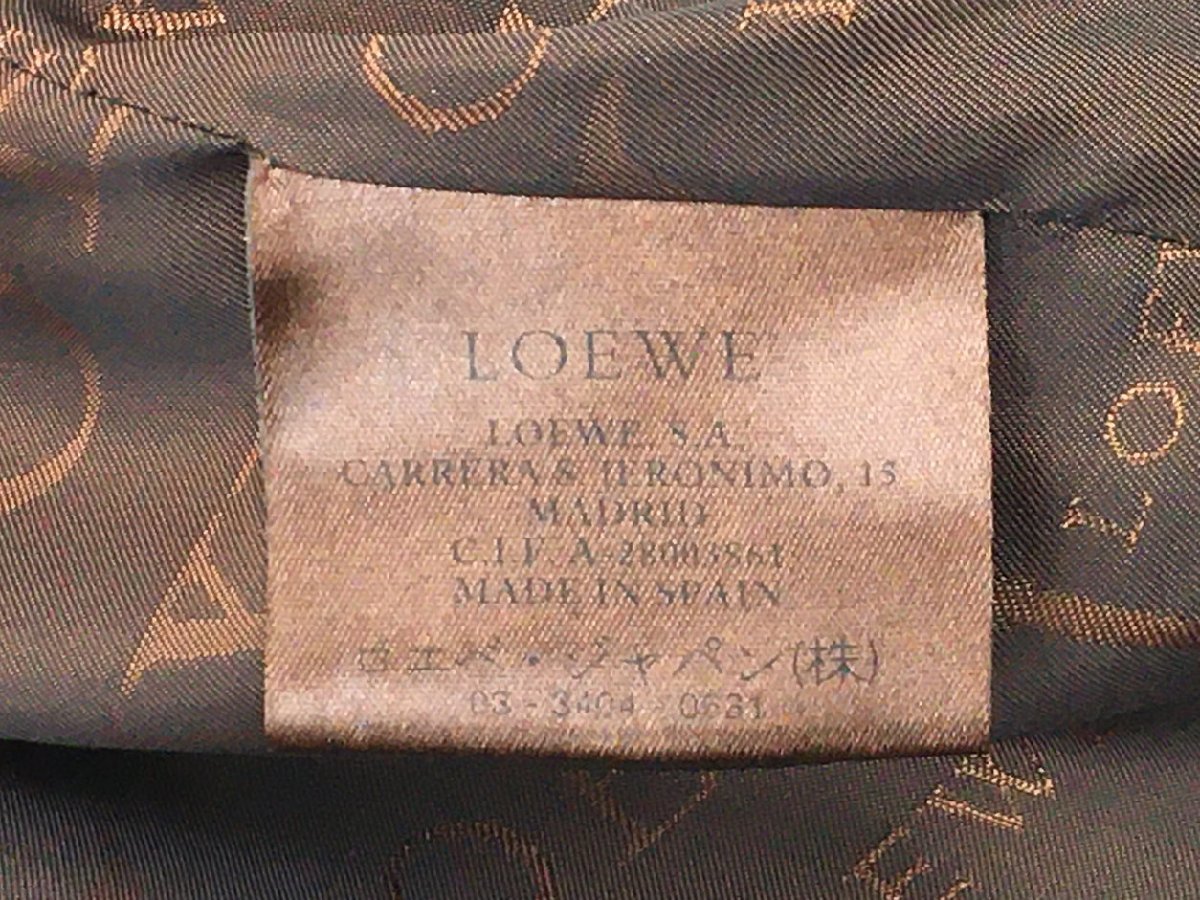 LOEWE
LOEWE, S.A.
CARRERA S. JERONIMO, 15
MADRID
C.I.F. A-28003861
MADE IN SPAIN
ロエベ・ジャパン(株)
03-3404-0631
LOE